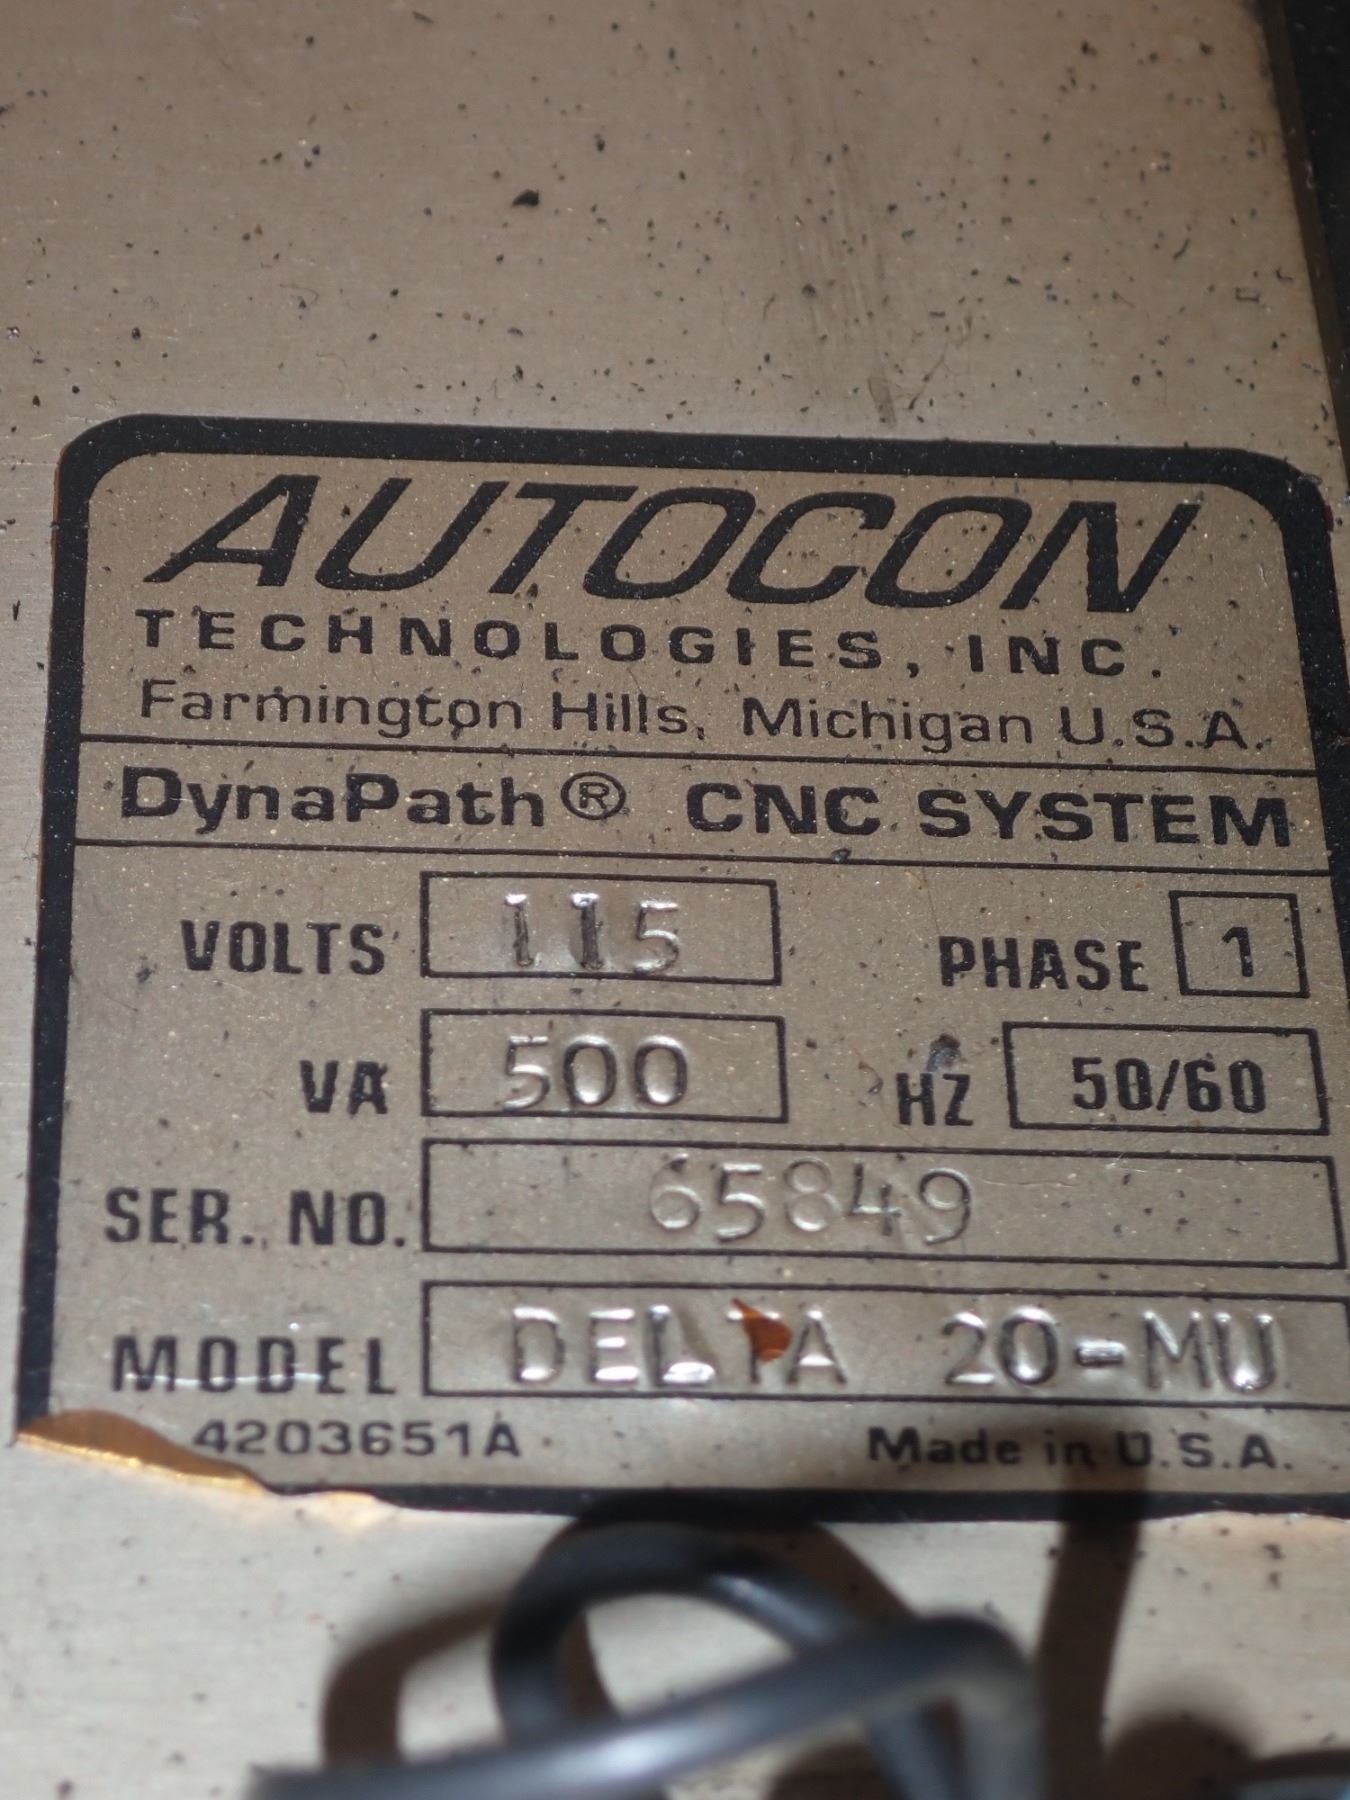 AUTOCON
TECHNOLOGIES, INC.
Farmington Hills, Michigan U.S.A.
DynaPath® CNC SYSTEM
VOLTS 115 PHASE 1
VA 500 HZ 50/60
SER. NO. 65849
MODEL DELTA 20-MU
4203651A Made in U.S.A.